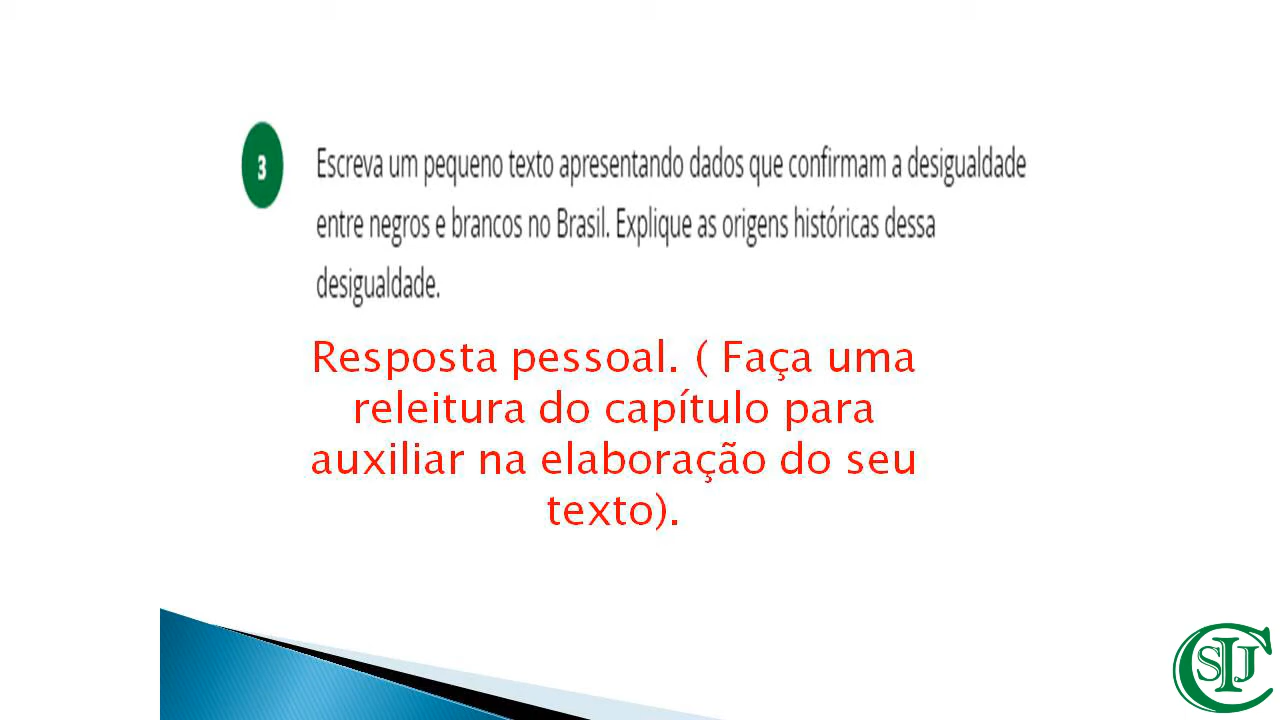 3
Escreva um pequeno texto apresentando dados que confirmam a desigualdade
entre negros e brancos no Brasil. Explique as origens históricas dessa
desigualdade.
Resposta pessoal. ( Faça uma
releitura do capítulo para
auxiliar na elaboração do seu
texto).
CSIJ